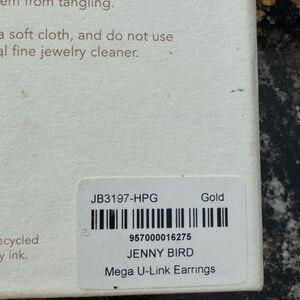 em from tangling.
a soft cloth, and do not use
al fine jewelry cleaner.
JB3197-HPG Gold
957000016275
JENNY BIRD
Mega U-Link Earrings
ecycled
y ink.